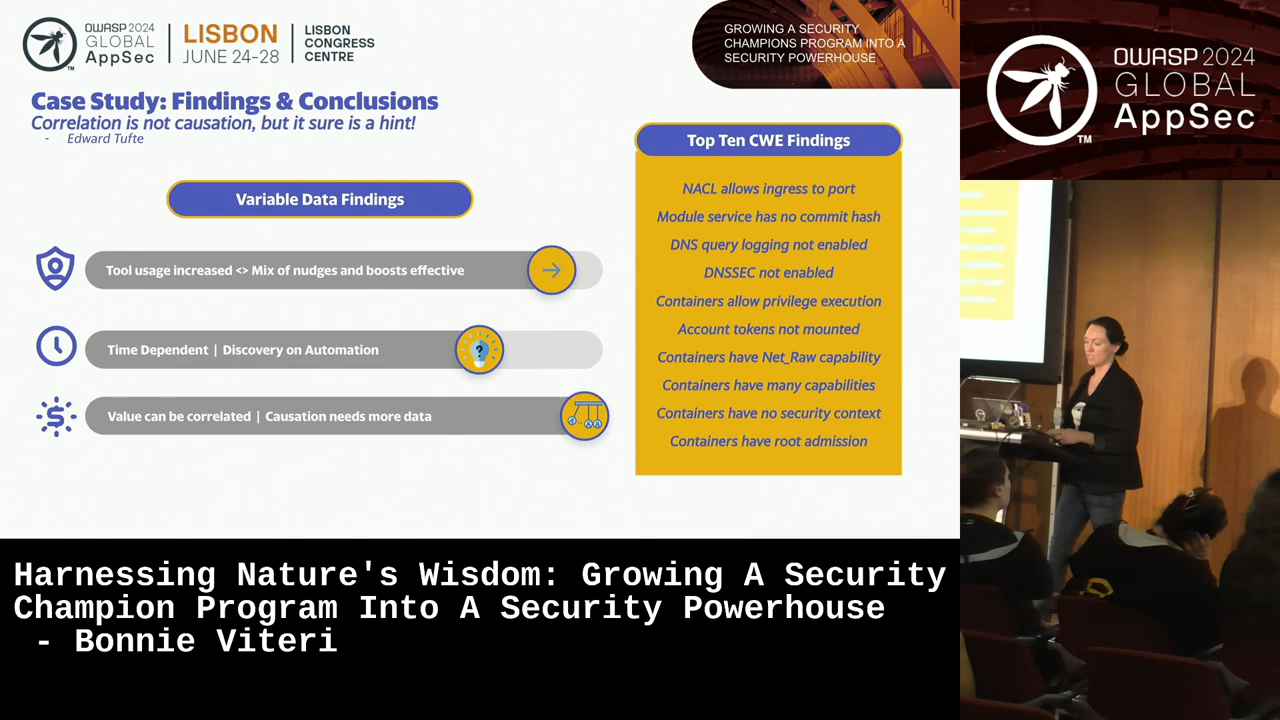 OWASP 2024
GLOBAL
AppSec
TM
LISBON
JUNE 24-28
LISBON
CONGRESS
CENTRE
GROWING A SECURITY
CHAMPIONS PROGRAM INTO A
SECURITY POWERHOUSE
Case Study: Findings & Conclusions
Correlation is not causation, but it sure is a hint!
- Edward Tufte
Variable Data Findings
Tool usage increased <> Mix of nudges and boosts effective
Time Dependent | Discovery on Automation
?
$
Value can be correlated | Causation needs more data
Top Ten CWE Findings
NACL allows ingress to port
Module service has no commit hash
DNS query logging not enabled
DNSSEC not enabled
Containers allow privilege execution
Account tokens not mounted
Containers have Net_Raw capability
Containers have many capabilities
Containers have no security context
Containers have root admission
OWASP 2024
GLOBAL
AppSec
TM
Harnessing Nature's Wisdom: Growing A Security
Champion Program Into A Security Powerhouse
- Bonnie Viteri